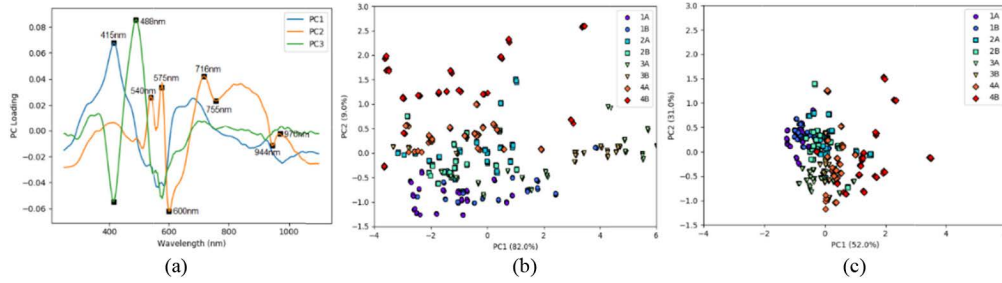 PC1
PC2
PC3
415nm
488nm
540nm
575nm
716nm
755nm
600nm
944nm
976nm
0.08
0.06
0.04
0.02
0.00
−0.02
−0.04
−0.06
PC Loading
400
600
800
1000
Wavelength (nm)
(a)
3.0
2.5
2.0
1.5
1.0
0.5
0.0
−0.5
−1.0
−1.5
PC2 (9.0%)
−4
−2
0
2
4
6
PC1 (82.0%)
1A
1B
2A
2B
3A
3B
4A
4B
(b)
3.0
2.5
2.0
1.5
1.0
0.5
0.0
−0.5
−1.0
−1.5
PC2 (31.0%)
−4
−2
0
2
4
6
PC1 (52.0%)
1A
1B
2A
2B
3A
3B
4A
4B
(c)